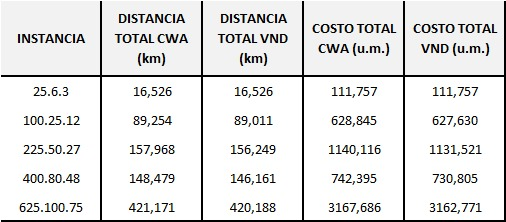 INSTANCIA DISTANCIA TOTAL CWA (km) DISTANCIA TOTAL VND (km) COSTO TOTAL CWA (u.m.) COSTO TOTAL VND (u.m.)
25.6.3 16,526 16,526 111,757 111,757
100.25.12 89,254 89,011 628,845 627,630
225.50.27 157,968 156,249 1140,116 1131,521
400.80.48 148,479 146,161 742,395 730,805
625.100.75 421,171 420,188 3167,686 3162,771